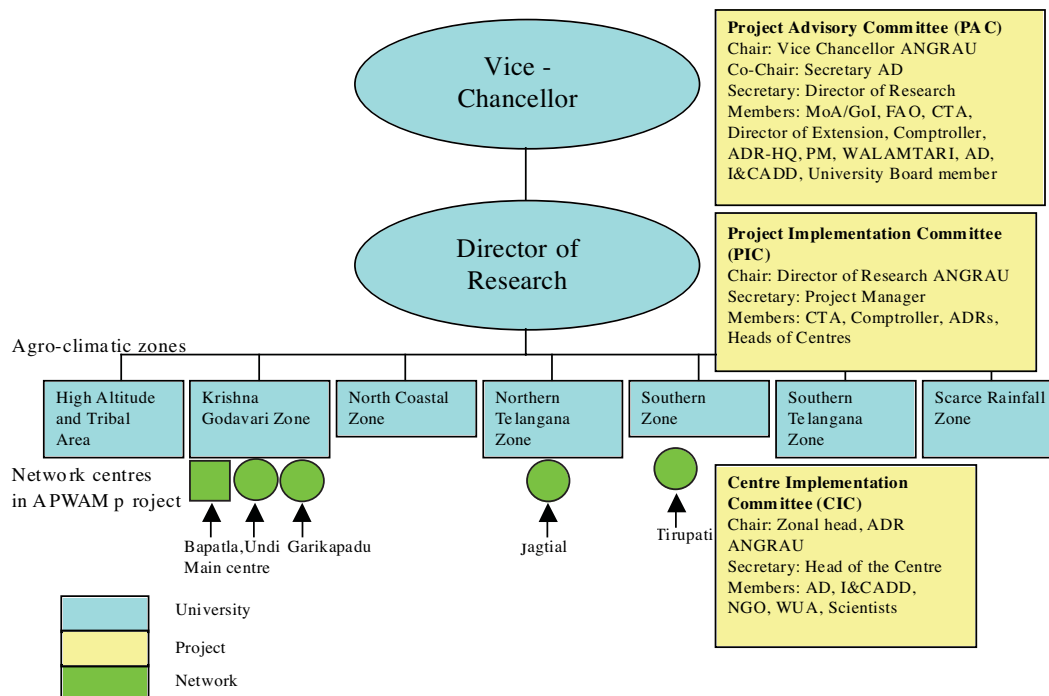 Vice -
Chancellor
Project Advisory Committee (PAC)
Chair: Vice Chancellor ANGRAU
Co-Chair: Secretary AD
Secretary: Director of Research
Members: MoA/GoI, FAO, CTA,
Director of Extension, Comptroller,
ADR-HQ, PM, WALAMTARI, AD,
I&CADD, University Board member
Director of
Research
Project Implementation Committee
(PIC)
Chair: Director of Research ANGRAU
Secretary: Project Manager
Members: CTA, Comptroller, ADRs,
Heads of Centres
Agro-climatic zones
High Altitude
and Tribal
Area
Krishna
Godavari Zone
North Coastal
Zone
Northern
Telangana
Zone
Southern
Zone
Southern
Telangana
Zone
Scarce Rainfall
Zone
Network centres
in APWAM project
Bapatla, Undi Garikapadu
Main centre
Jagtial
Tirupati
Centre Implementation
Committee (CIC)
Chair: Zonal head, ADR
ANGRAU
Secretary: Head of the Centre
Members: AD, I&CADD,
NGO, WUA, Scientists
University
Project
Network